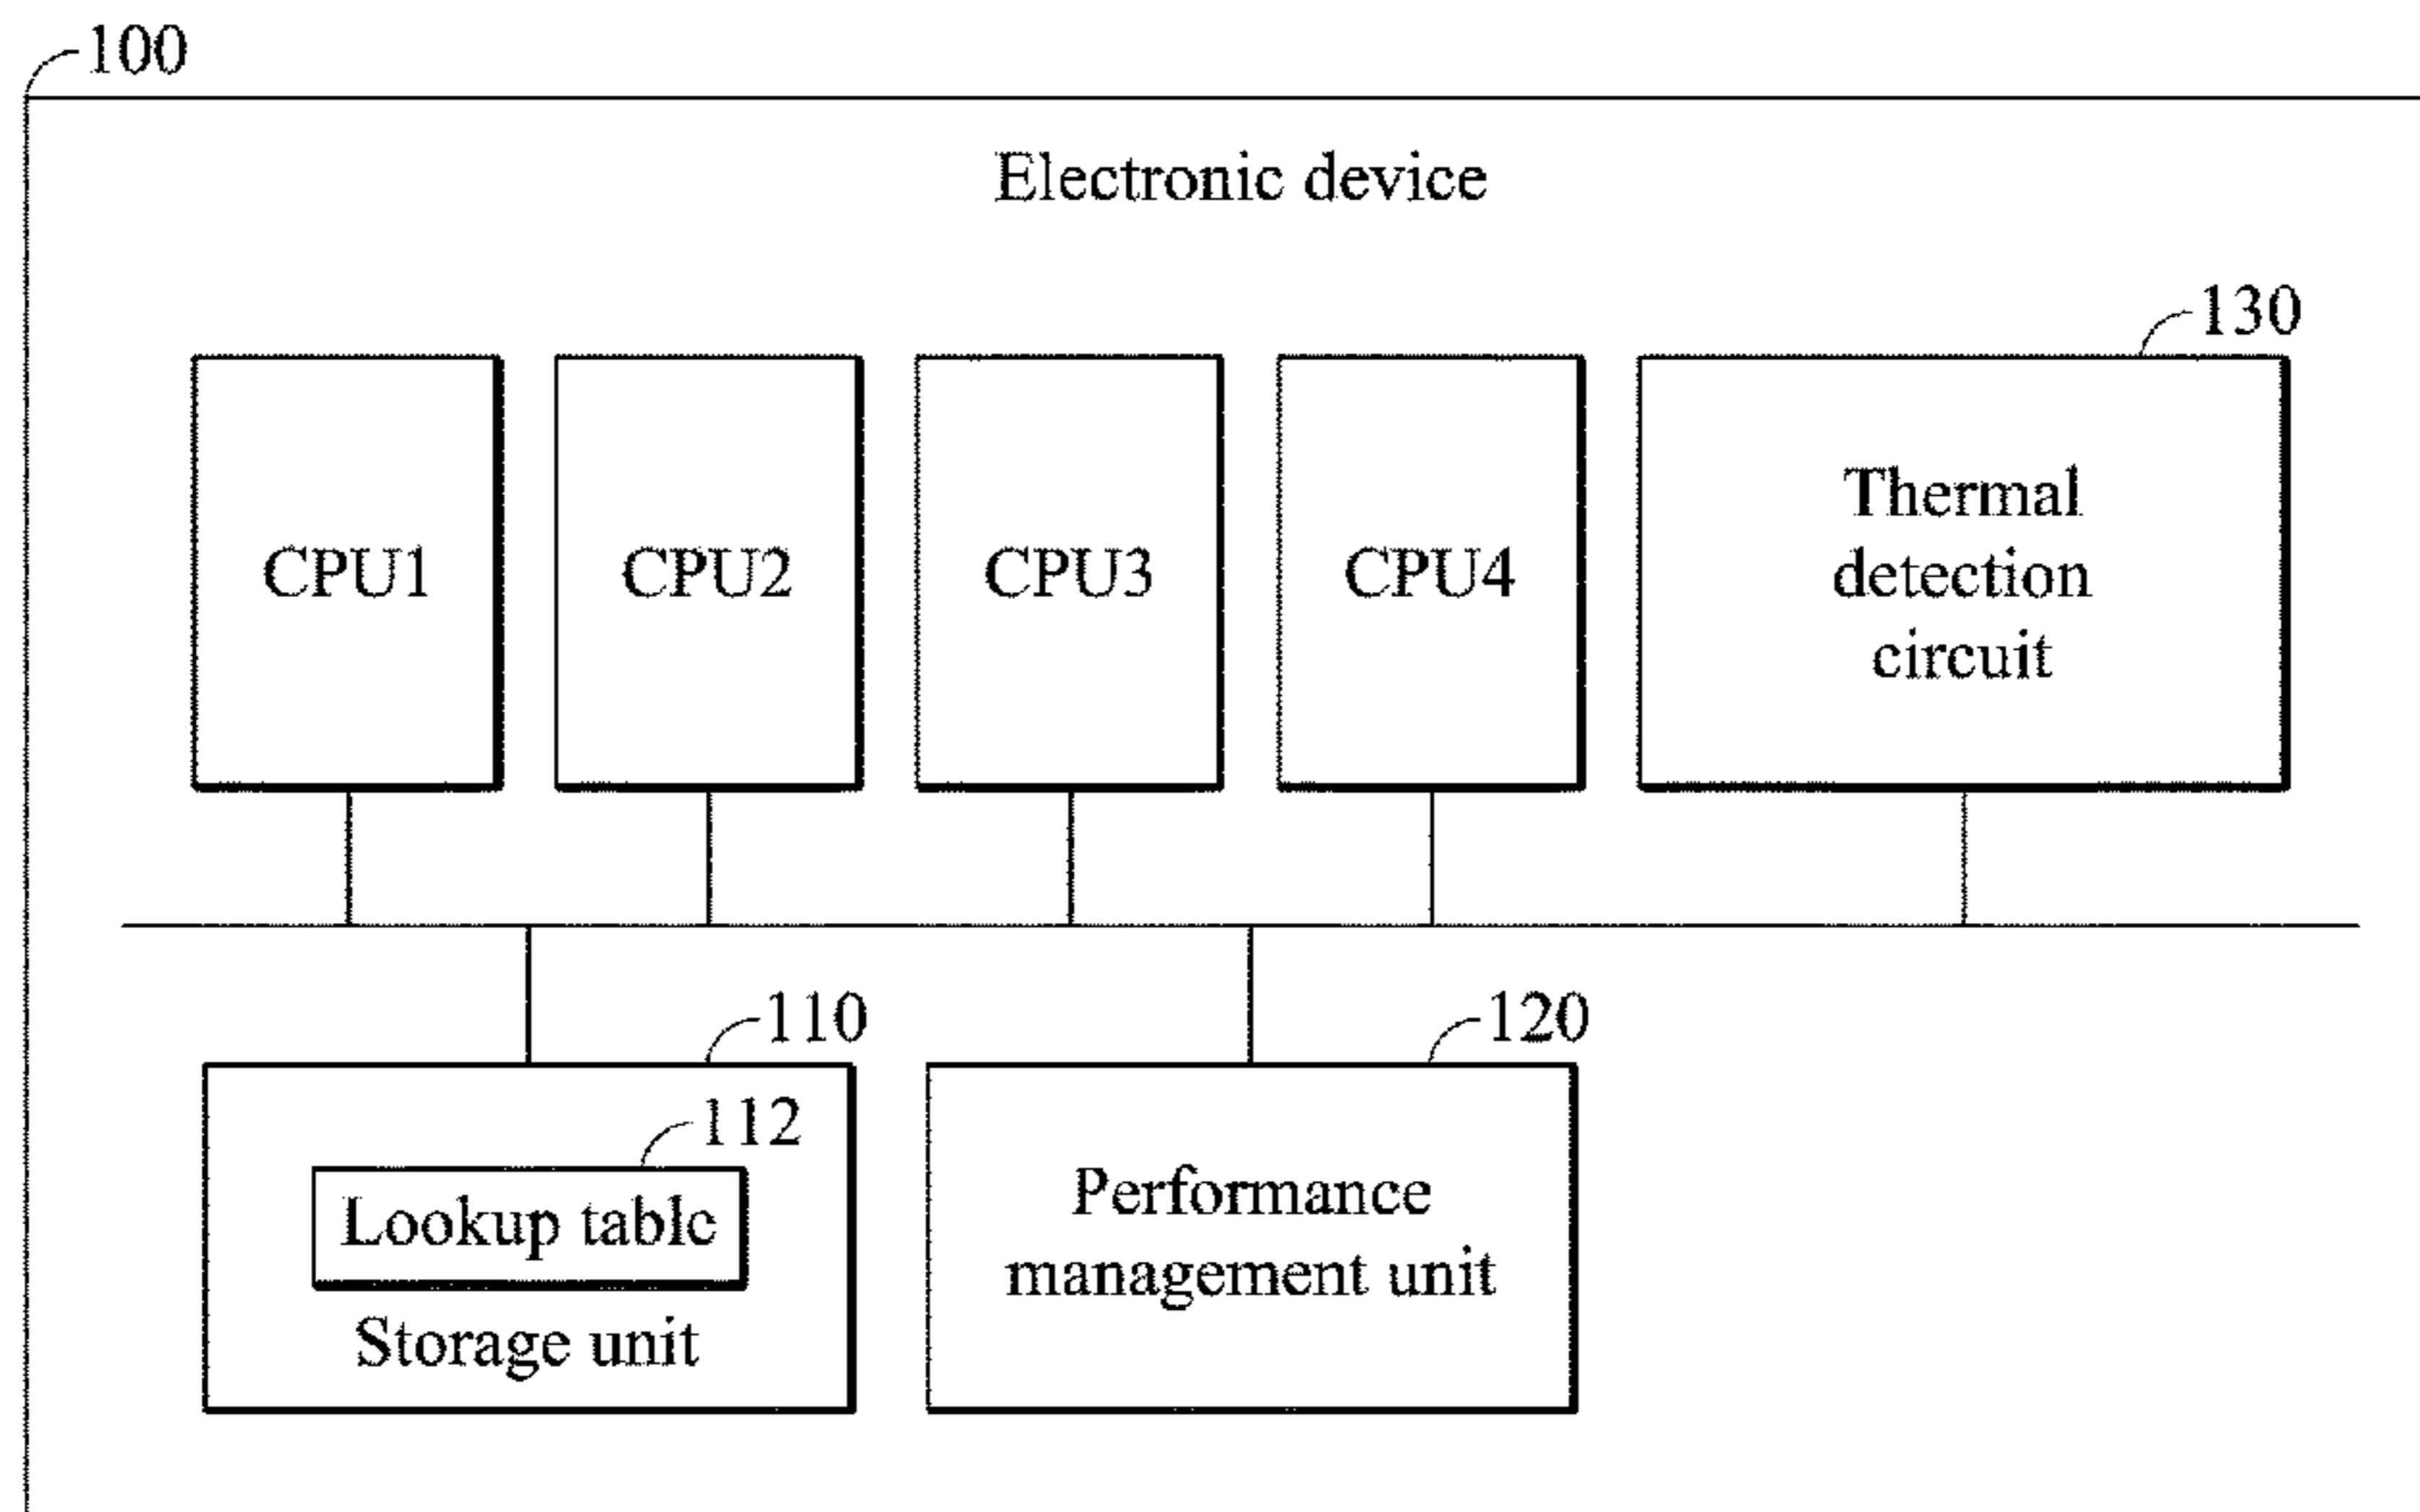 100
Electronic device
130
CPU1
CPU2
CPU3
CPU4
Thermal
detection
circuit
110
120
112
Lookup table
Storage unit
Performance
management unit